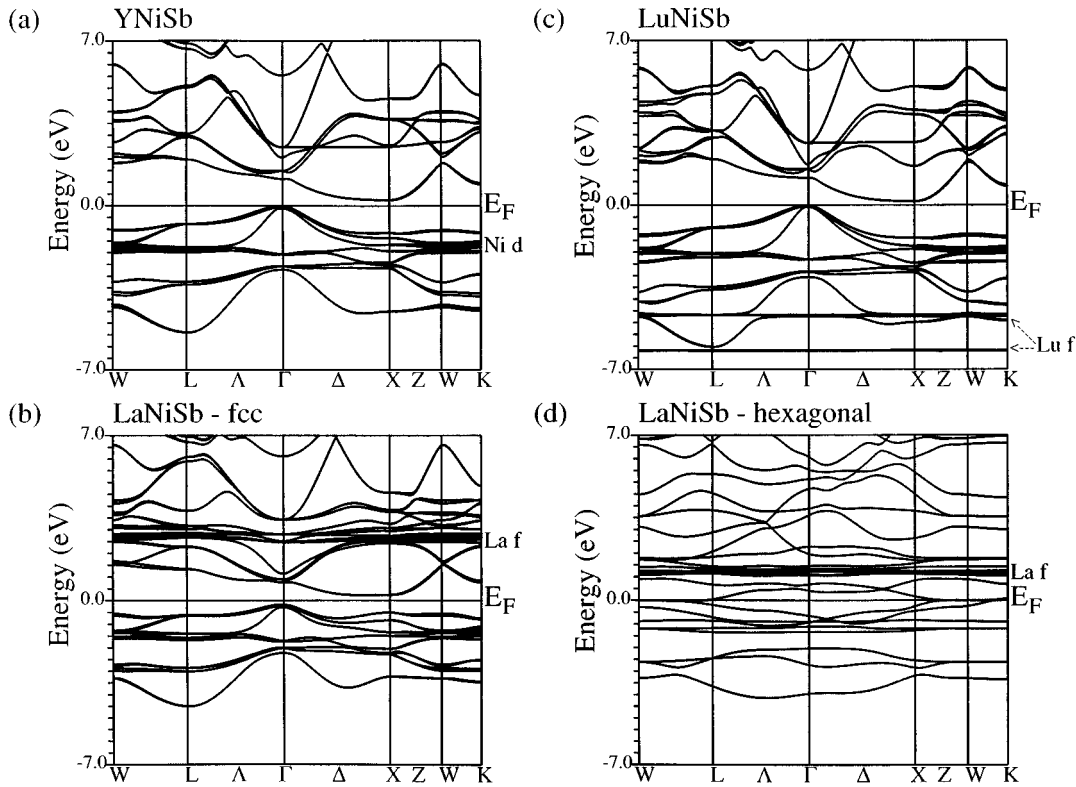 (a) YNiSb
7.0
Energy (eV)
0.0
-7.0
E_F
Ni d
W L Λ Γ Δ X Z W K
(c) LuNiSb
7.0
Energy (eV)
0.0
-7.0
E_F
Lu f
W L Λ Γ Δ X Z W K
(b) LaNiSb - fcc
7.0
Energy (eV)
0.0
-7.0
La f
E_F
W L Λ Γ Δ X Z W K
(d) LaNiSb - hexagonal
7.0
Energy (eV)
0.0
-7.0
La f
E_F
W L Λ Γ Δ X Z W K